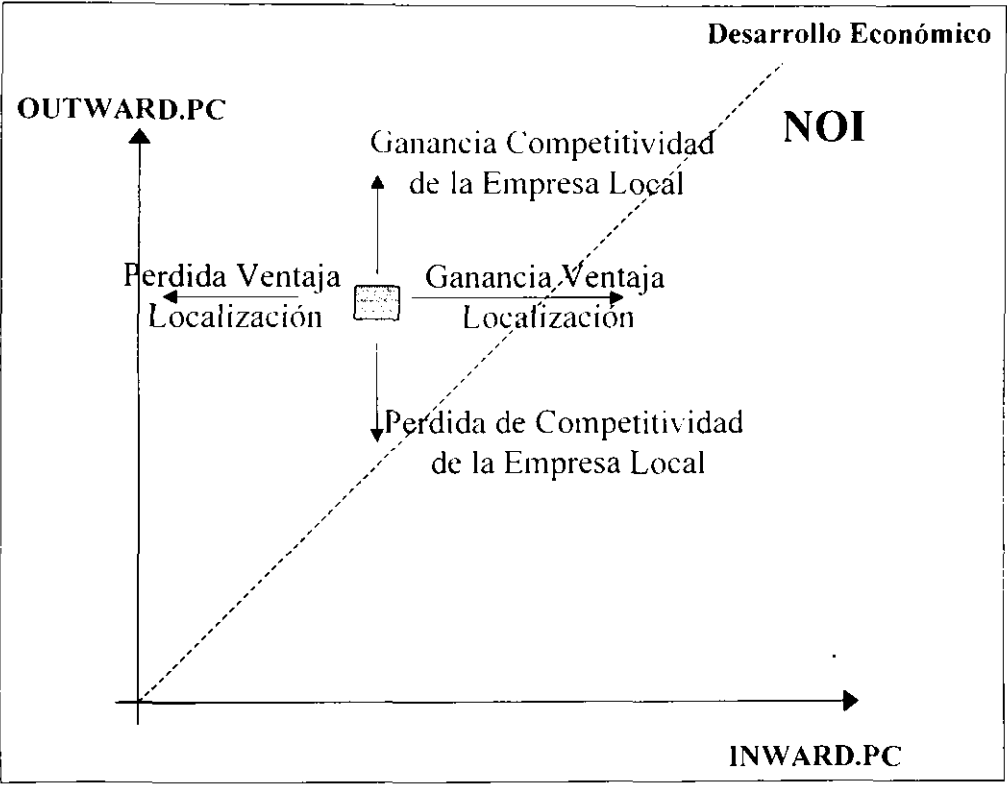 Desarrollo Económico
OUTWARD.PC
NOI
Ganancia Competitividad
de la Empresa Local
Perdida Ventaja
Localización
Ganancia Ventaja
Localización
Perdida de Competitividad
de la Empresa Local
INWARD.PC